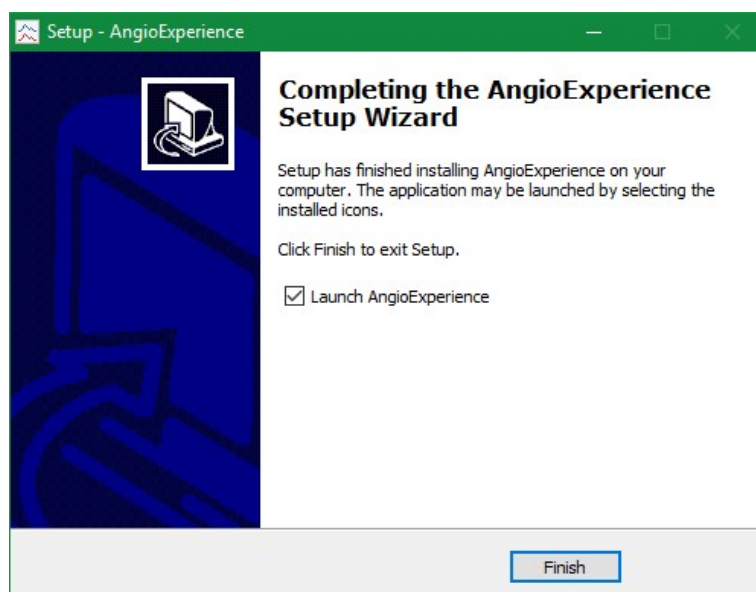 Setup - AngioExperience
Completing the AngioExperience
Setup Wizard
Setup has finished installing AngioExperience on your
computer. The application may be launched by selecting the
installed icons.
Click Finish to exit Setup.
Launch AngioExperience
Finish